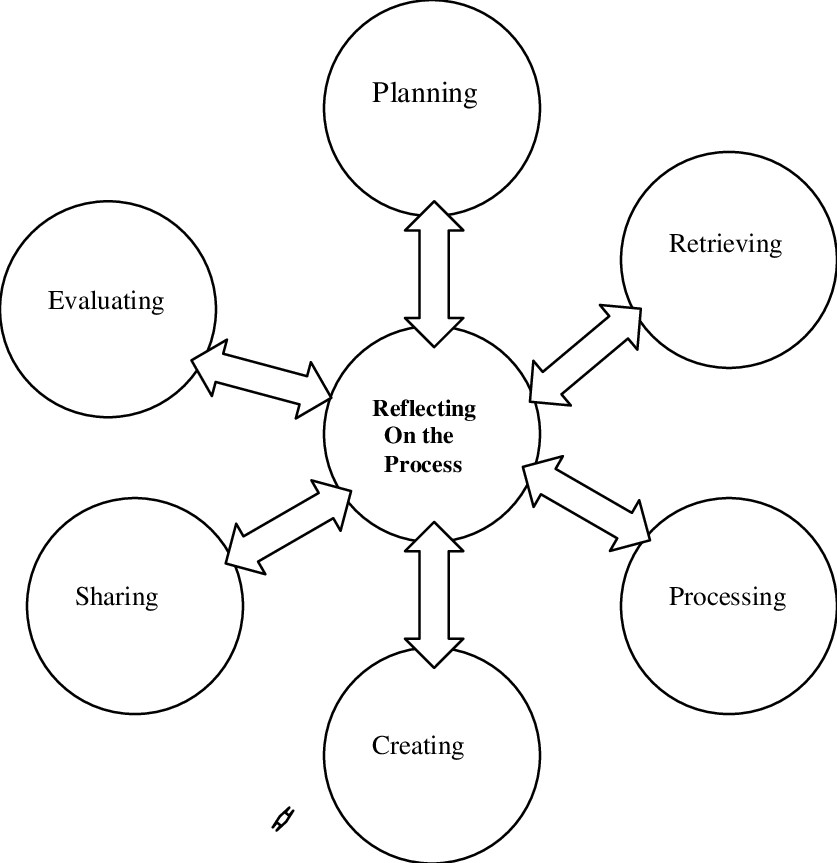 Planning
Retrieving
Evaluating
Reflecting
On the
Process
Sharing
Processing
Creating